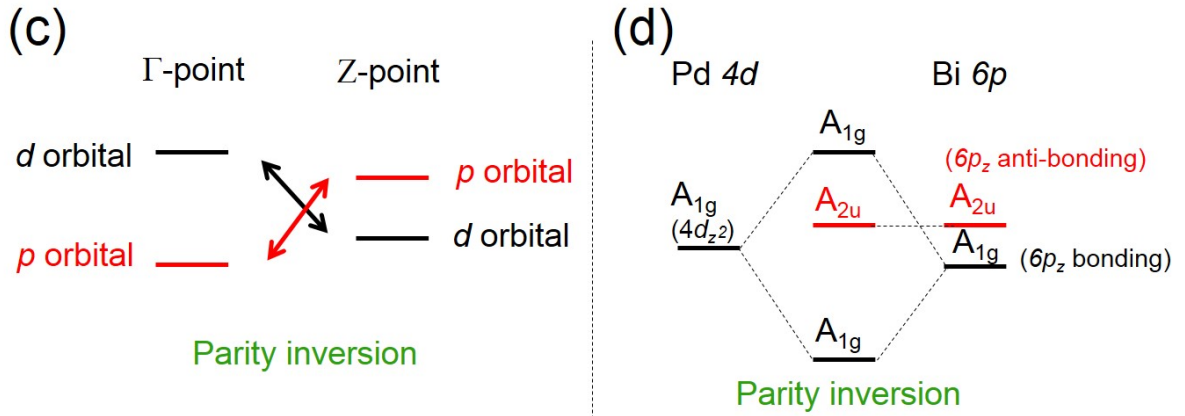 (c)
Γ-point
Z-point
d orbital
p orbital
p orbital
d orbital
Parity inversion
(d)
Pd 4d
Bi 6p
A1g
(6pz anti-bonding)
A1g
(4dz2)
A2u
A2u
A1g
(6pz bonding)
A1g
Parity inversion